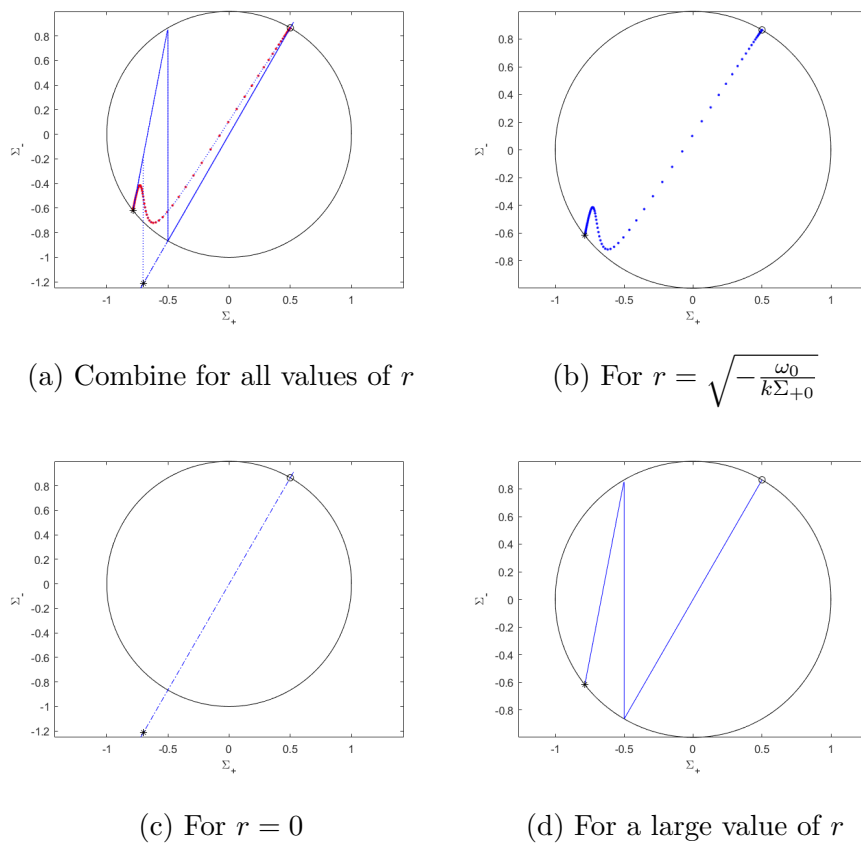 0.8
0.6
0.4
0.2
0
-0.2
-0.4
-0.6
-0.8
-1
-1.2
Σ-
-1 -0.5 0 0.5 1
Σ+
0.8
0.6
0.4
0.2
0
-0.2
-0.4
-0.6
-0.8
Σ-
-1 -0.5 0 0.5 1
Σ+
(a) Combine for all values of r
(b) For r = √(-ω₀/(kΣ₊₀))
0.8
0.6
0.4
0.2
0
-0.2
-0.4
-0.6
-0.8
-1
-1.2
Σ-
-1 -0.5 0 0.5 1
Σ+
0.8
0.6
0.4
0.2
0
-0.2
-0.4
-0.6
-0.8
Σ-
-1 -0.5 0 0.5 1
Σ+
(c) For r = 0
(d) For a large value of r